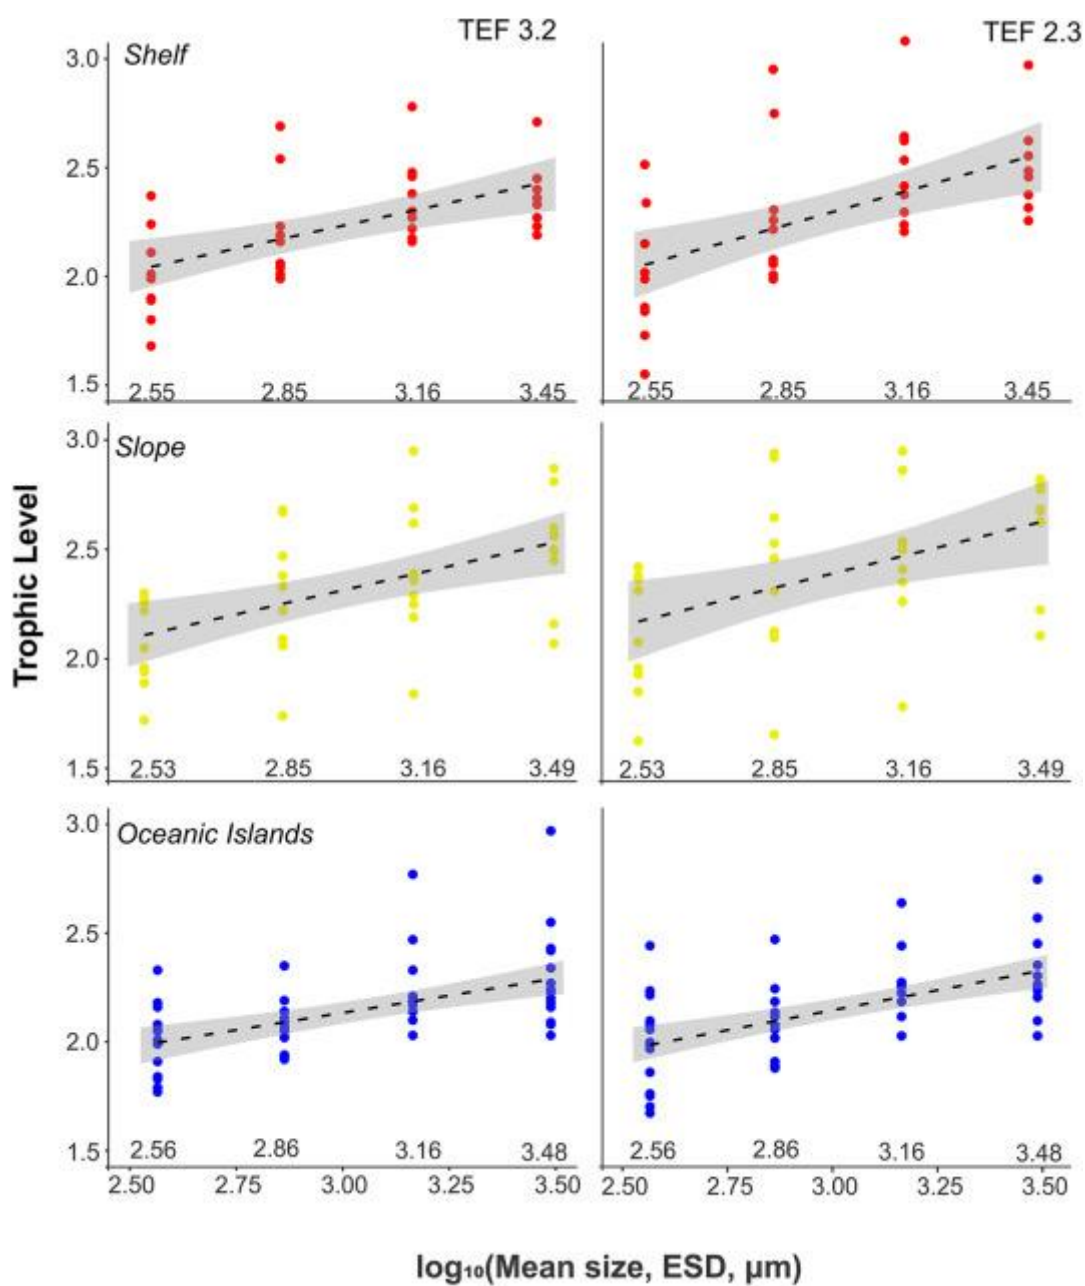 TEF 3.2
TEF 2.3
Shelf
3.0
2.5
2.0
1.5
2.55 2.85 3.16 3.45
2.55 2.85 3.16 3.45
Slope
3.0
2.5
2.0
1.5
2.53 2.85 3.16 3.49
2.53 2.85 3.16 3.49
Trophic Level
Oceanic Islands
3.0
2.5
2.0
1.5
2.56 2.86 3.16 3.48
2.56 2.86 3.16 3.48
2.50 2.75 3.00 3.25 3.50
2.50 2.75 3.00 3.25 3.50
log₁₀(Mean size, ESD, µm)